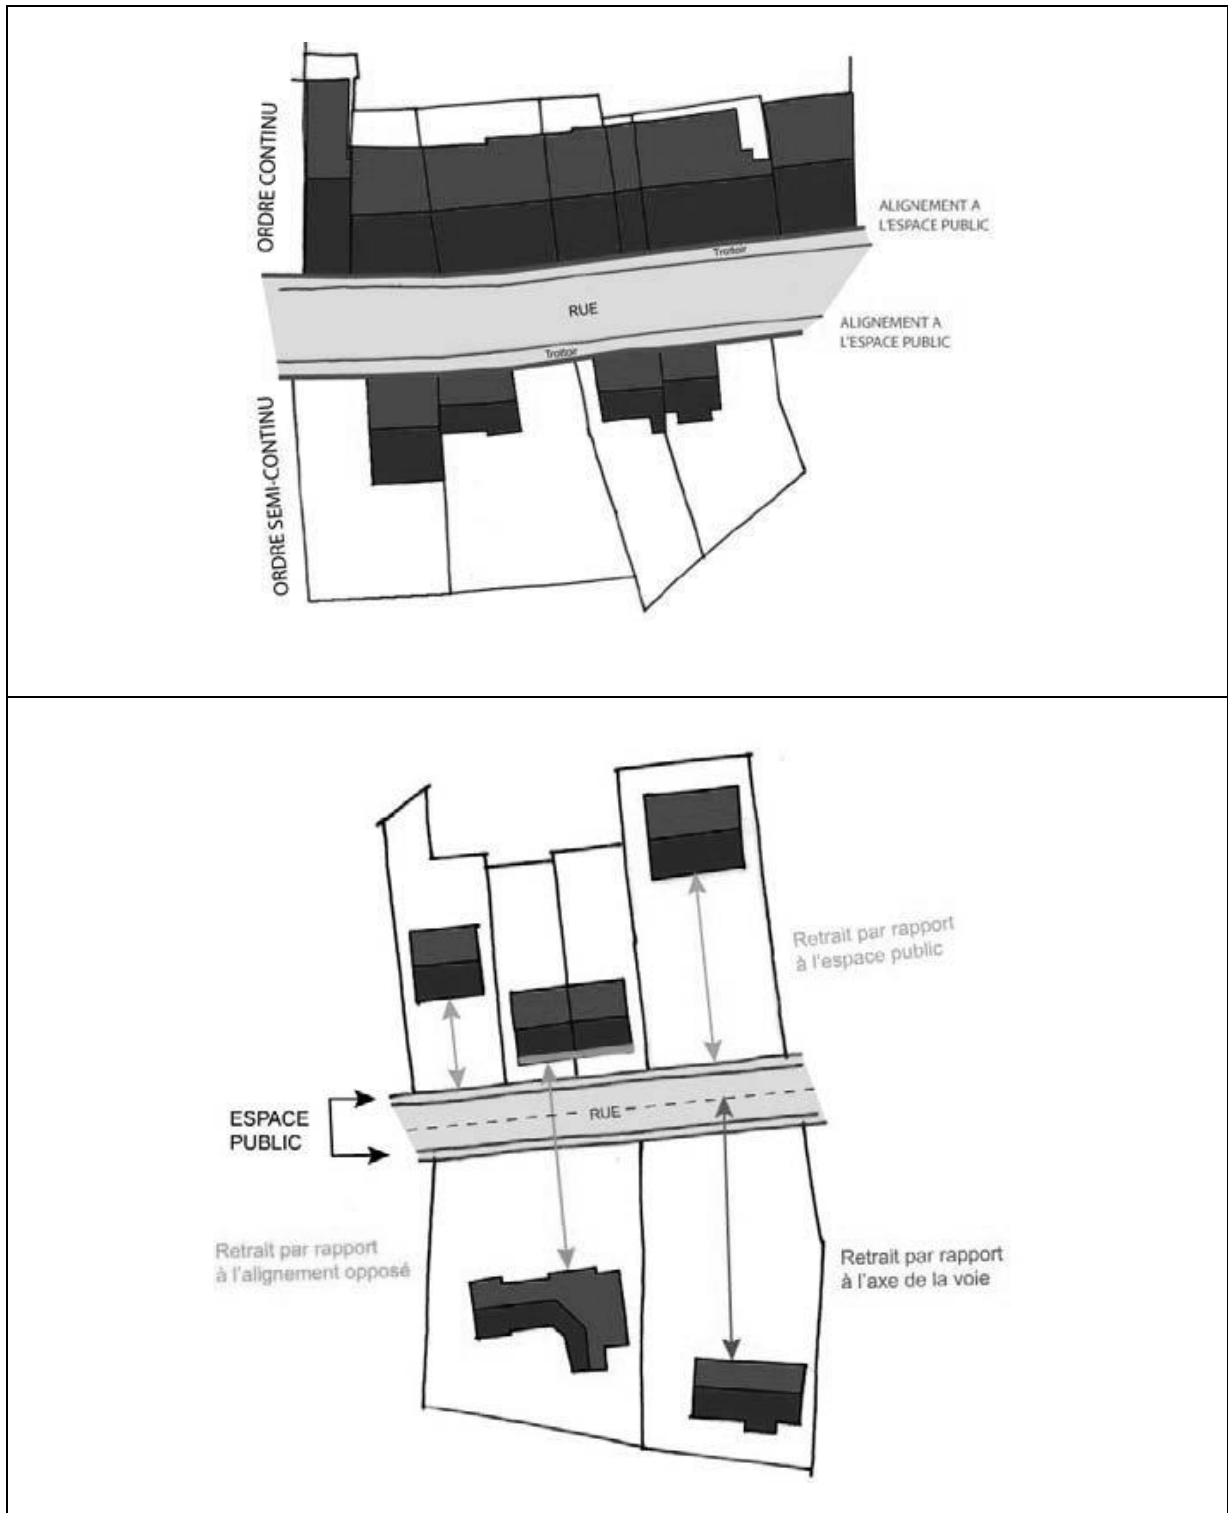 ORDRE CONTINU
ALIGNEMENT A
L'ESPACE PUBLIC
Trottoir
RUE
ALIGNEMENT A
L'ESPACE PUBLIC
Trottoir
ORDRE SEMI-CONTINU
Retrait par rapport
à l'espace public
ESPACE
PUBLIC
RUE
Retrait par rapport
à l'alignement opposé
Retrait par rapport
à l'axe de la voie